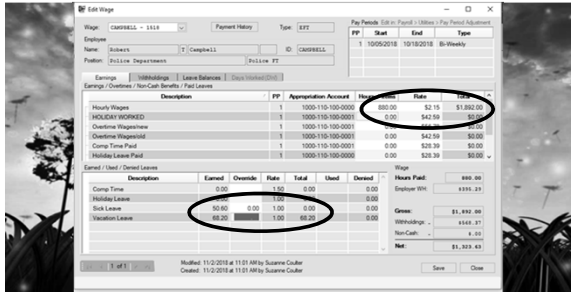 Edit Wage
Wage: CAMPBELL - 1818 Payment History Type: EFT
Pay Periods Edit in: Payroll > Utilities > Pay Period Adjustment
PP Start End Type
1 10/05/2018 10/18/2018 Bi-Weekly
Employee
Name: Robert T Campbell ID: CAMPBELL
Position: Police Department Police FT
Earnings Withholdings Leave Balances Days Worked
Earnings / Overtimes / Non-Cash Benefits / Paid Leaves
Description PP Appropriation Account Rate
Hourly Wages 1 1000-110-100-0000 880.00 $2.15 $1,892.00
HOLIDAY WORKED 1 1000-110-100-0001 0.00 $42.59 $0.00
Overtime Wages/new 1 1000-110-100-0001 $0.00
Overtime Wages/old 1 1000-110-100-0001 0.00 $42.59 $0.00
Comp Time Paid 1 1000-110-100-0000 0.00 $28.39 $0.00
Holiday Leave Paid 1 1000-110-100-0001 0.00 $28.39 $0.00
Earned / Used / Denied Leaves
Description Earned Override Rate Total Used Denied
Comp Time 0.00 1.50 0.00 0.00
Holiday Leave 0.00 1.00 0.00 0.00
Sick Leave 50.60 0.00 1.00 0.00 0.00
Vacation Leave 68.20 1.00 68.20 0.00
Wage
Hours Paid: 880.00
Employer WH: $395.29
Gross: $1,892.00
Withholdings: - $568.37
Non-Cash: - $.00
Net: $1,323.63
1 of 1
Modified: 11/2/2018 at 11:01 AM by Suzanne Coulter
Created: 11/2/2018 at 11:01 AM by Suzanne Coulter
Save Close